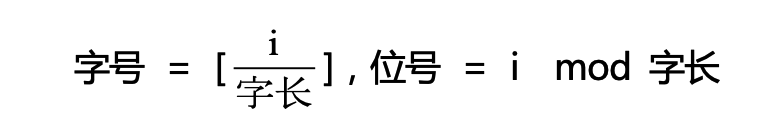 字号 = [i/字长] , 位号 = i mod 字长